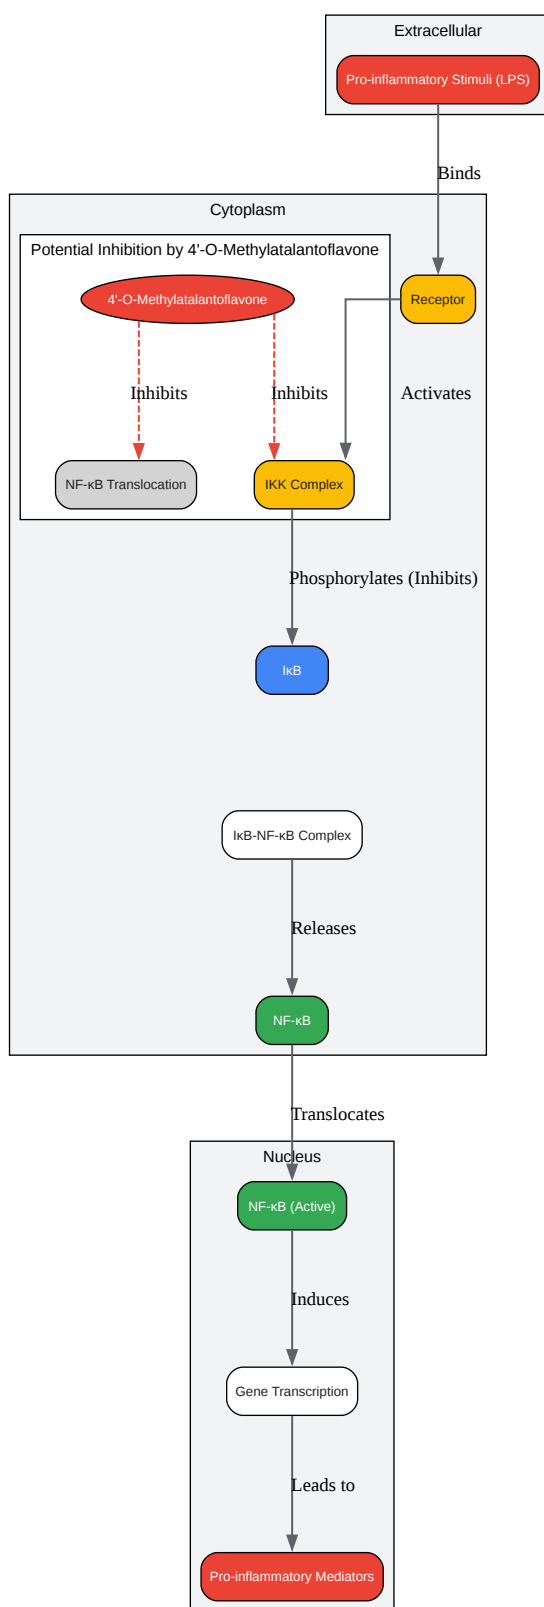 Extracellular
Pro-inflammatory Stimuli (LPS)
Binds
Cytoplasm
Potential Inhibition by 4'-O-Methylatalantoflavone
4'-O-Methylatalantoflavone
Receptor
Inhibits
Inhibits
Activates
NF-κB Translocation
IKK Complex
Phosphorylates (Inhibits)
IκB
IκB-NF-κB Complex
Releases
NF-κB
Translocates
Nucleus
NF-κB (Active)
Induces
Gene Transcription
Leads to
Pro-inflammatory Mediators